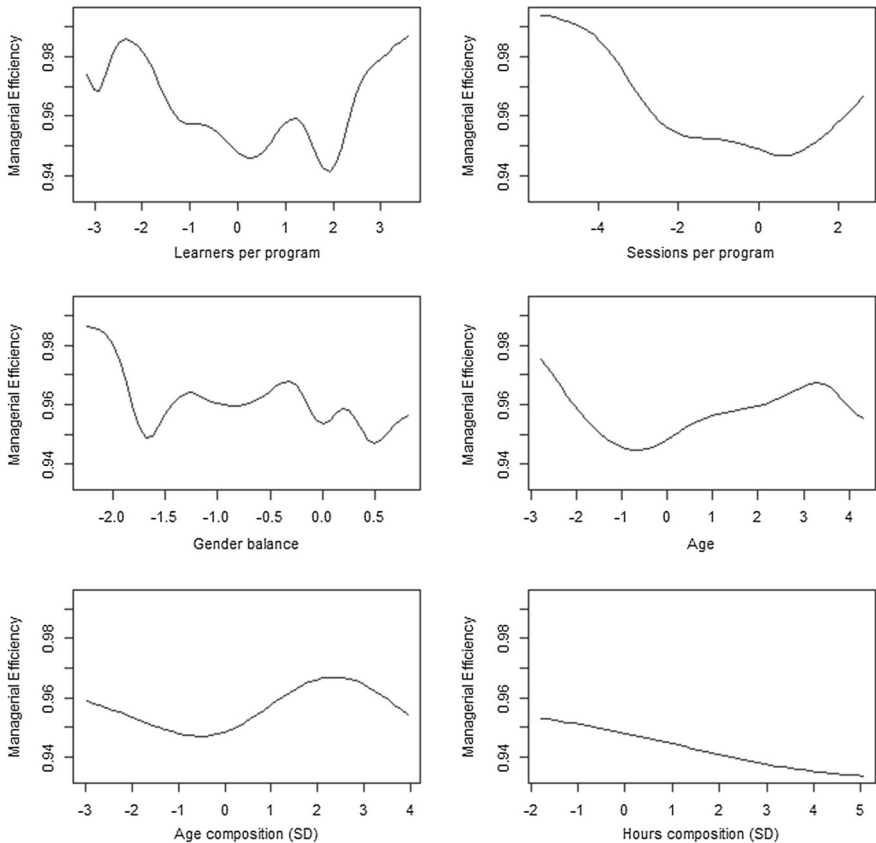 Managerial Efficiency
0.94 0.96 0.98
-3 -2 -1 0 1 2 3
Learners per program
Managerial Efficiency
0.94 0.96 0.98
-4 -2 0 2
Sessions per program
Managerial Efficiency
0.94 0.96 0.98
-2.0 -1.5 -1.0 -0.5 0.0 0.5
Gender balance
Managerial Efficiency
0.94 0.96 0.98
-3 -2 -1 0 1 2 3 4
Age
Managerial Efficiency
0.94 0.96 0.98
-3 -2 -1 0 1 2 3 4
Age composition (SD)
Managerial Efficiency
0.94 0.96 0.98
-2 -1 0 1 2 3 4 5
Hours composition (SD)